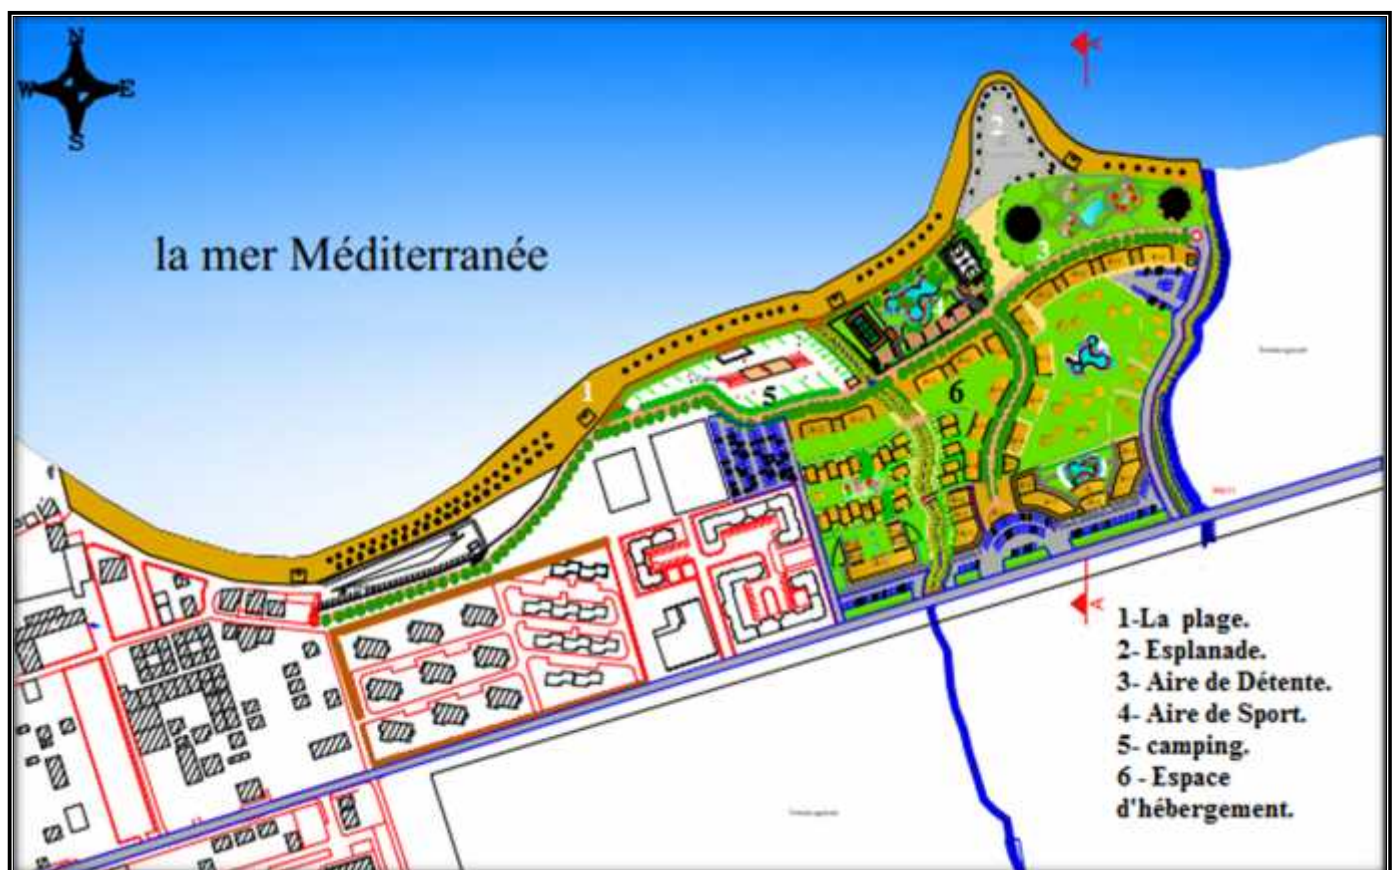 N
W E
S
A
2
la mer Méditerranée
3
4
1
5
6
A
1-La plage.
2- Esplanade.
3- Aire de Détente.
4- Aire de Sport.
5- camping.
6 - Espace
d'hébergement.